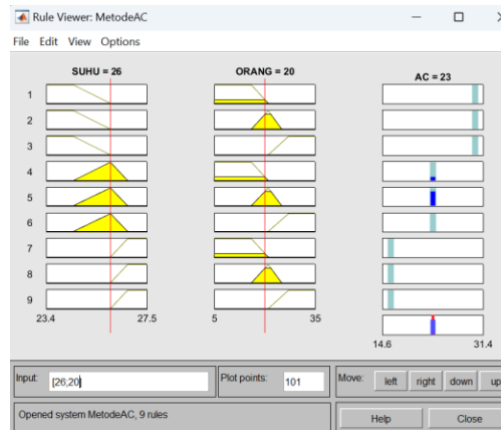 Rule Viewer: MetodeAC
File Edit View Options
SUHU = 26 ORANG = 20 AC = 23
1
2
3
4
5
6
7
8
9
23.4 27.5 5 35
14.6 31.4
Input: [26;20] Plot points: 101 Move: left right down up
Opened system MetodeAC, 9 rules Help Close